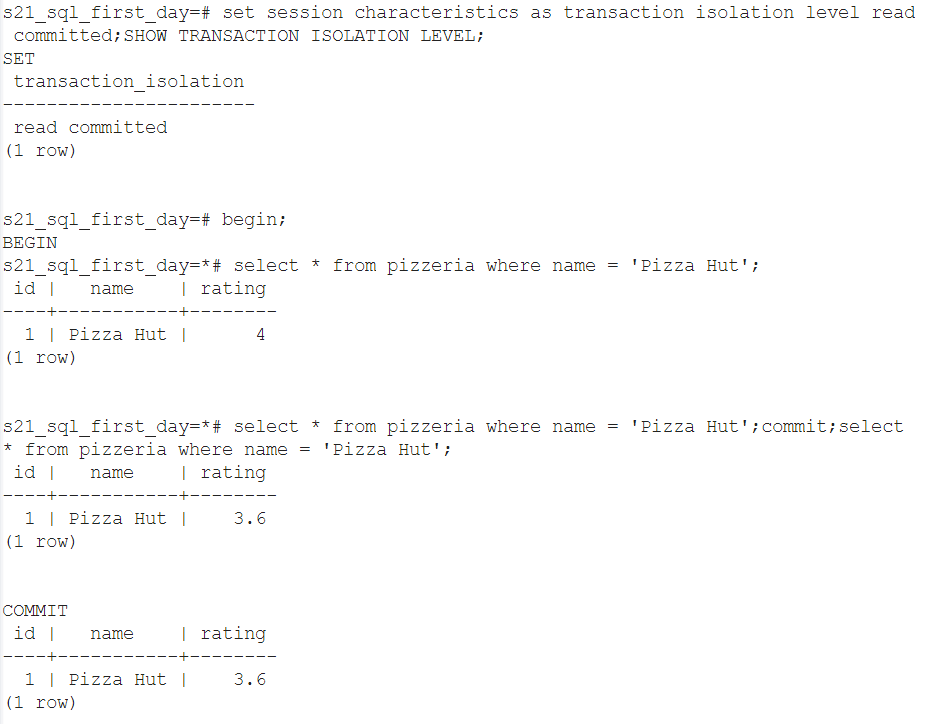 s21_sql_first_day=# set session characteristics as transaction isolation level read
 committed;SHOW TRANSACTION ISOLATION LEVEL;
SET
 transaction_isolation
-----------------------
 read committed
(1 row)

s21_sql_first_day=# begin;
BEGIN
s21_sql_first_day=*# select * from pizzeria where name = 'Pizza Hut';
 id |   name    | rating
----+-----------+--------
  1 | Pizza Hut |      4
(1 row)

s21_sql_first_day=*# select * from pizzeria where name = 'Pizza Hut';commit;select
* from pizzeria where name = 'Pizza Hut';
 id |   name    | rating
----+-----------+--------
  1 | Pizza Hut |    3.6
(1 row)

COMMIT
 id |   name    | rating
----+-----------+--------
  1 | Pizza Hut |    3.6
(1 row)